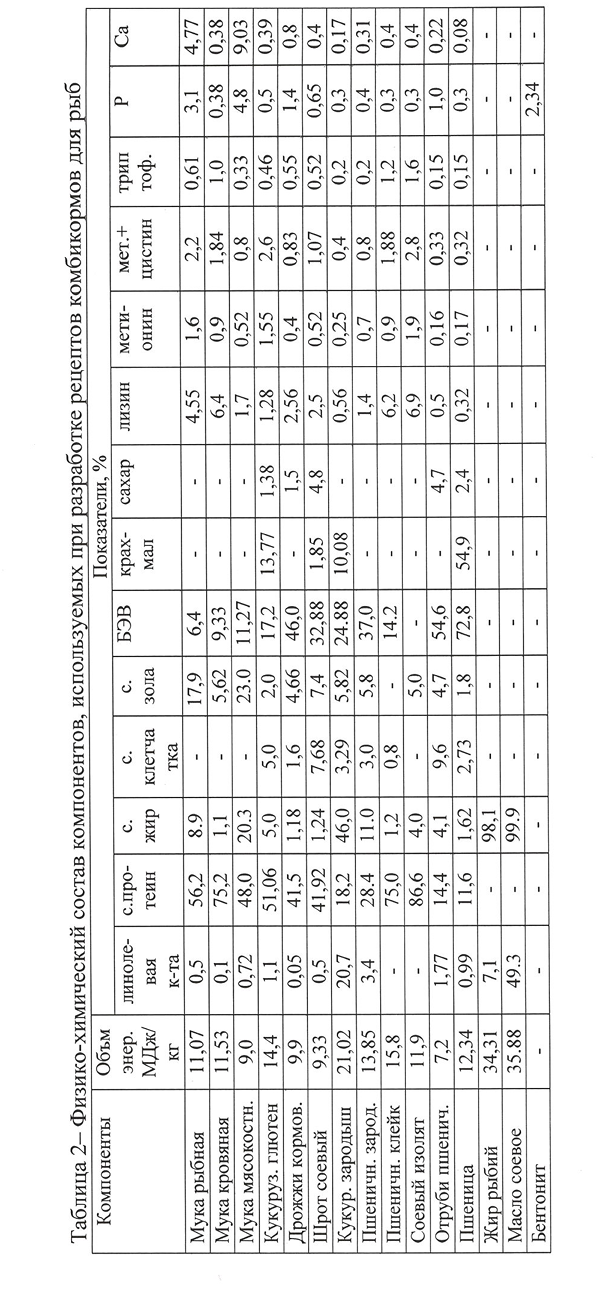 Таблица 2– Физико-химический состав компонентов, используемых при разработке рецептов комбикормов для рыб
Компоненты Объм Показатели, %
энер. линоле- с.про- с. с. с. БЭВ крах- сахар лизин мети- мет.+ трип P Ca
МДж/ вая теин жир клетча зола мал онин цистин тоф.
кг к-та тка
Мука рыбная 11,07 0,5 56,2 8.9 - 17,9 6,4 - - 4,55 1,6 2,2 0,61 3,1 4,77
Мука кровяная 11,53 0,1 75,2 1,1 - 5,62 9,33 - - 6,4 0,9 1,84 1,0 0,38 0,38
Мука мясокостн. 9,0 0,72 48,0 20.3 - 23.0 11,27 - - 1,7 0,52 0,8 0,33 4,8 9,03
Кукуруз. глютен 14,4 1,1 51,06 5,0 5,0 2,0 17,2 13,77 1,38 1,28 1,55 2,6 0,46 0,5 0,39
Дрожжи кормов. 9,9 0,05 41,5 1,18 1,6 4,66 46,0 - 1,5 2,56 0,4 0,83 0,55 1,4 0,8
Шрот соевый 9,33 0,5 41,92 1,24 7,68 7,4 32,88 1,85 4,8 2,5 0,52 1,07 0,52 0,65 0,4
Кукур. зародыш 21,02 20,7 18,2 46,0 3,29 5,82 24.88 10,08 - 0,56 0,25 0,4 0,2 0,3 0,17
Пшеничн. зарод. 13,85 3,4 28.4 11.0 3,0 5,8 37,0 - - 1,4 0,7 0,8 0,2 0,4 0,31
Пшеничн. клейк 15,8 - 75,0 1,2 0,8 - 14.2 - - 6,2 0,9 1,88 1,2 0,3 0,4
Соевый изолят 11,9 - 86,6 4,0 - 5,0 - - - 6,9 1,9 2,8 1,6 0,3 0,4
Отруби пшенич. 7,2 1,77 14,4 4,1 9,6 4,7 54,6 - 4,7 0,5 0,16 0,33 0,15 1,0 0,22
Пшеница 12,34 0,99 11,6 1,62 2,73 1,8 72,8 54,9 2,4 0,32 0,17 0,32 0,15 0,3 0,08
Жир рыбий 34,31 7,1 - 98,1 - - - - - - - - - - -
Масло соевое 35.88 49.3 - 99.9 - - - - - - - - - - -
Бентонит - - - - - - - - - - - - - 2,34 -